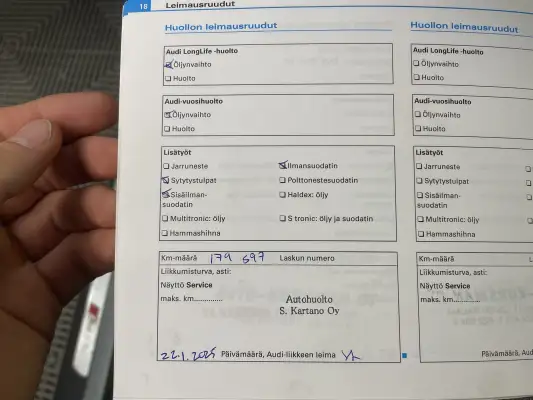 18 Leimausruudut
Huollon leimausruudut
Audi LongLife -huolto
☑ Öljynvaihto
☐ Huolto
Audi-vuosihuolto
☑ Öljynvaihto
☐ Huolto
Lisätyöt
☐ Jarruneste ☑ Ilmansuodatin
☑ Sytytystulpat ☐ Polttonestesuodatin
☑ Sisäilman- ☐ Haldex: öljy
suodatin
☐ Multitronic: öljy ☐ S tronic: öljy ja suodatin
☐ Hammashihna
Km-määrä 179 597 Laskun numero
Liikkumisturva, asti:
Näyttö Service
maks. km.............
Autohuolto
S. Kartano Oy
22.1.2025 Päivämäärä, Audi-liikkeen leima
Huollon leimausruudut
Audi LongLife -huolto
☐ Öljynvaihto
☐ Huolto
Audi-vuosihuolto
☐ Öljynvaihto
☐ Huolto
Lisätyöt
☐ Jarruneste
☐ Sytytystulpat
☐ Sisäilman-
suodatin
☐ Multitronic: öljy
☐ Hammashihna
Km-määrä
Liikkumisturva, asti:
Näyttö Service
maks. km.............
Päivämäärä, Aud